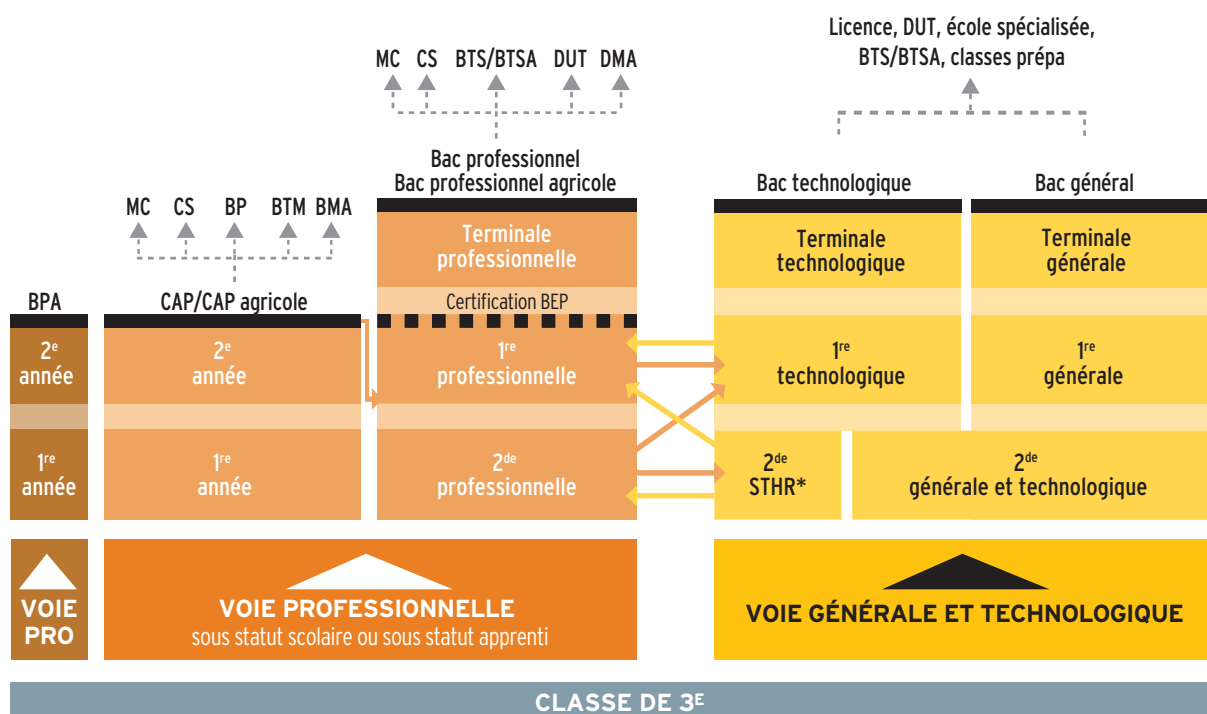 Licence, DUT, école spécialisée,
BTS/BTSA, classes prépa
MC CS BTS/BTSA DUT DMA
Bac professionnel
Bac professionnel agricole
Bac technologique
Bac général
MC CS BP BTM BMA
Terminale
professionnelle
Terminale
technologique
Terminale
générale
BPA
CAP/CAP agricole
Certification BEP
2e
année
2e
année
1re
professionnelle
1re
technologique
1re
générale
1re
année
1re
année
2de
professionnelle
2de
STHR*
2de
générale et technologique
VOIE
PRO
VOIE PROFESSIONNELLE
sous statut scolaire ou sous statut apprenti
VOIE GÉNÉRALE ET TECHNOLOGIQUE
CLASSE DE 3E